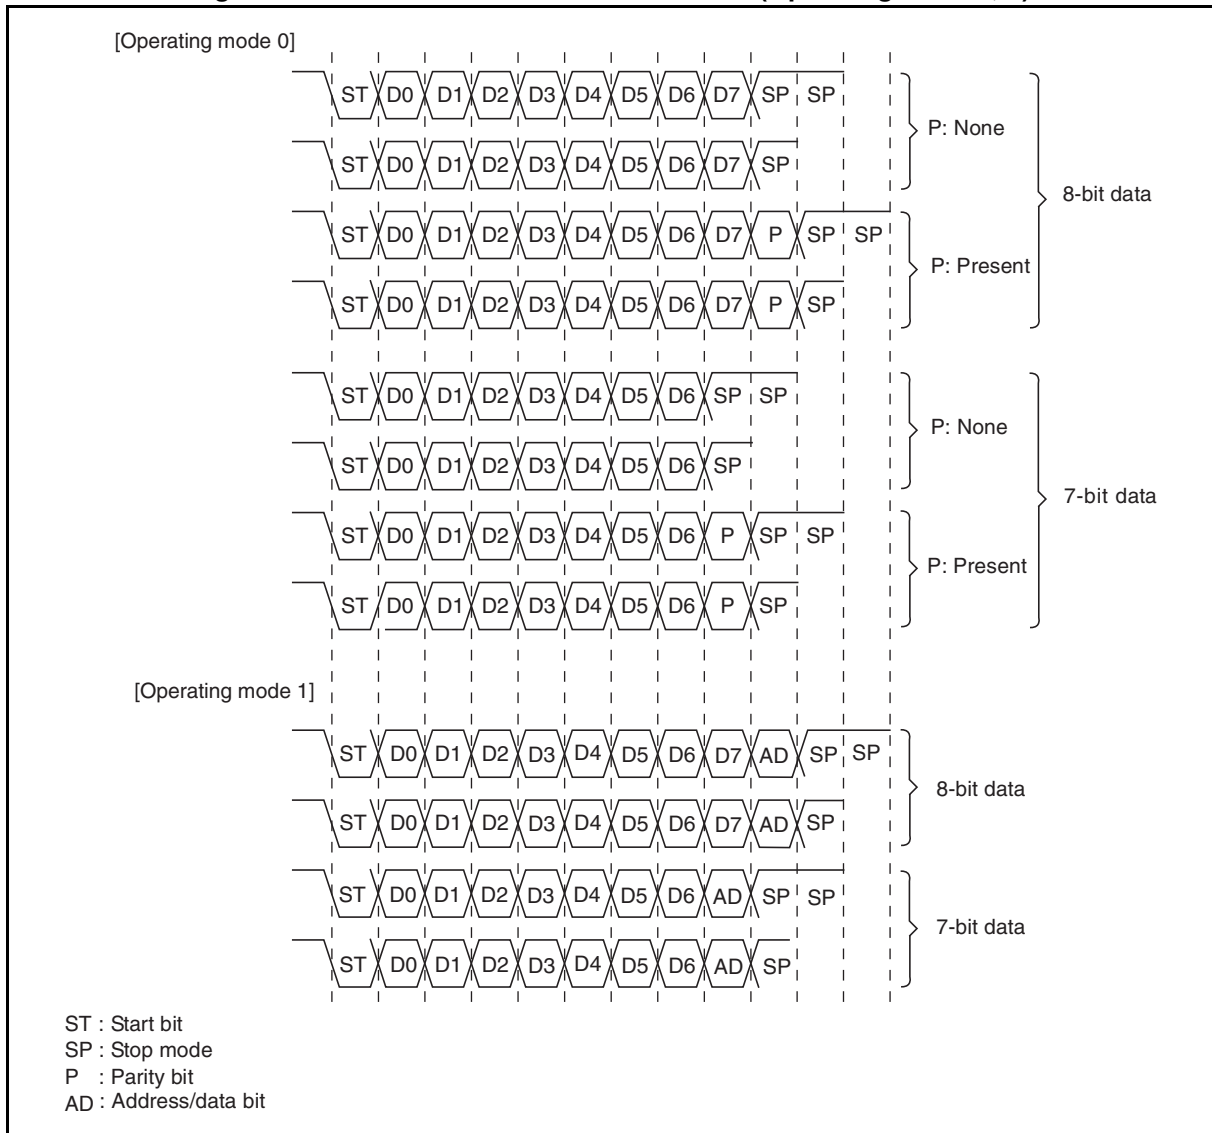 [Operating mode 0]
ST D0 D1 D2 D3 D4 D5 D6 D7 SP SP
ST D0 D1 D2 D3 D4 D5 D6 D7 SP
P: None
ST D0 D1 D2 D3 D4 D5 D6 D7 P SP SP
ST D0 D1 D2 D3 D4 D5 D6 D7 P SP
P: Present
8-bit data
ST D0 D1 D2 D3 D4 D5 D6 SP SP
ST D0 D1 D2 D3 D4 D5 D6 SP
P: None
ST D0 D1 D2 D3 D4 D5 D6 P SP SP
ST D0 D1 D2 D3 D4 D5 D6 P SP
P: Present
7-bit data
[Operating mode 1]
ST D0 D1 D2 D3 D4 D5 D6 D7 AD SP SP
ST D0 D1 D2 D3 D4 D5 D6 D7 AD SP
8-bit data
ST D0 D1 D2 D3 D4 D5 D6 AD SP SP
ST D0 D1 D2 D3 D4 D5 D6 AD SP
7-bit data
ST : Start bit
SP : Stop mode
P : Parity bit
AD : Address/data bit